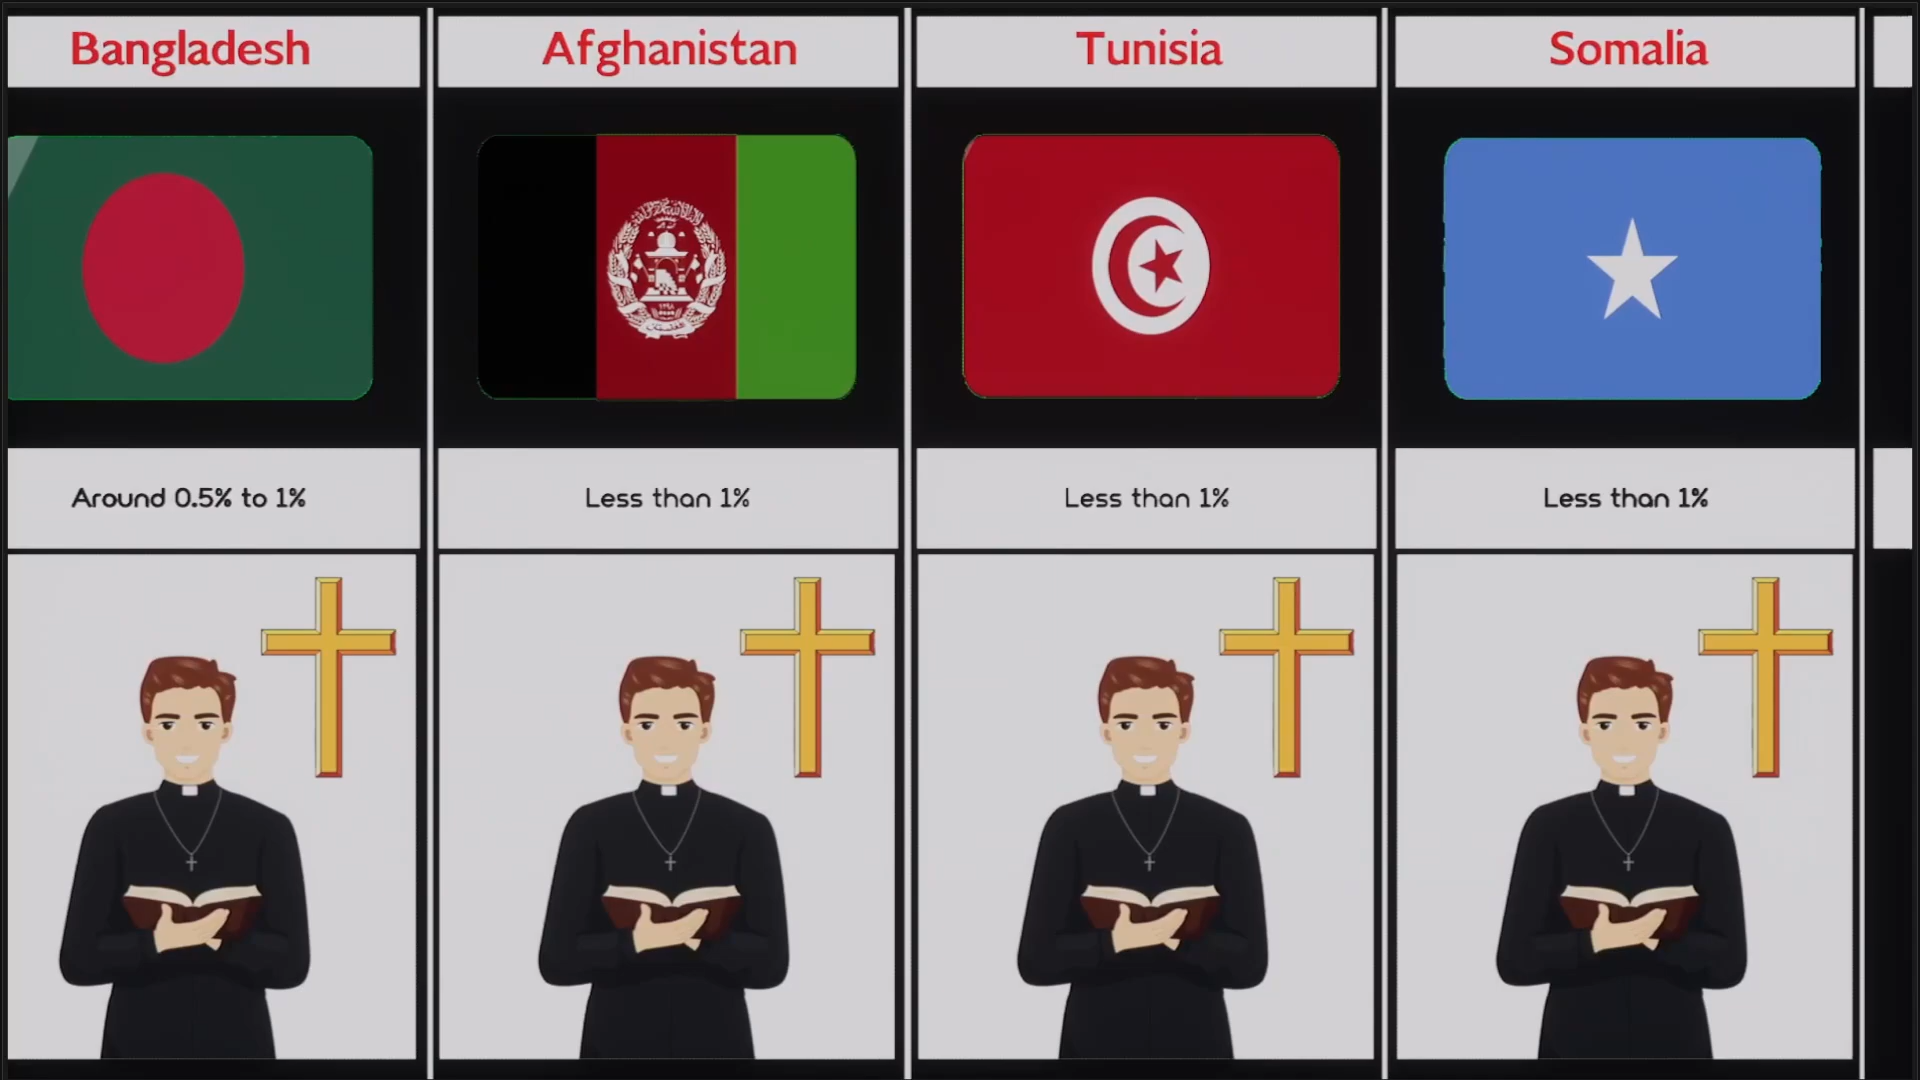 Bangladesh
Afghanistan
Tunisia
Somalia
Around 0.5% to 1%
Less than 1%
Less than 1%
Less than 1%